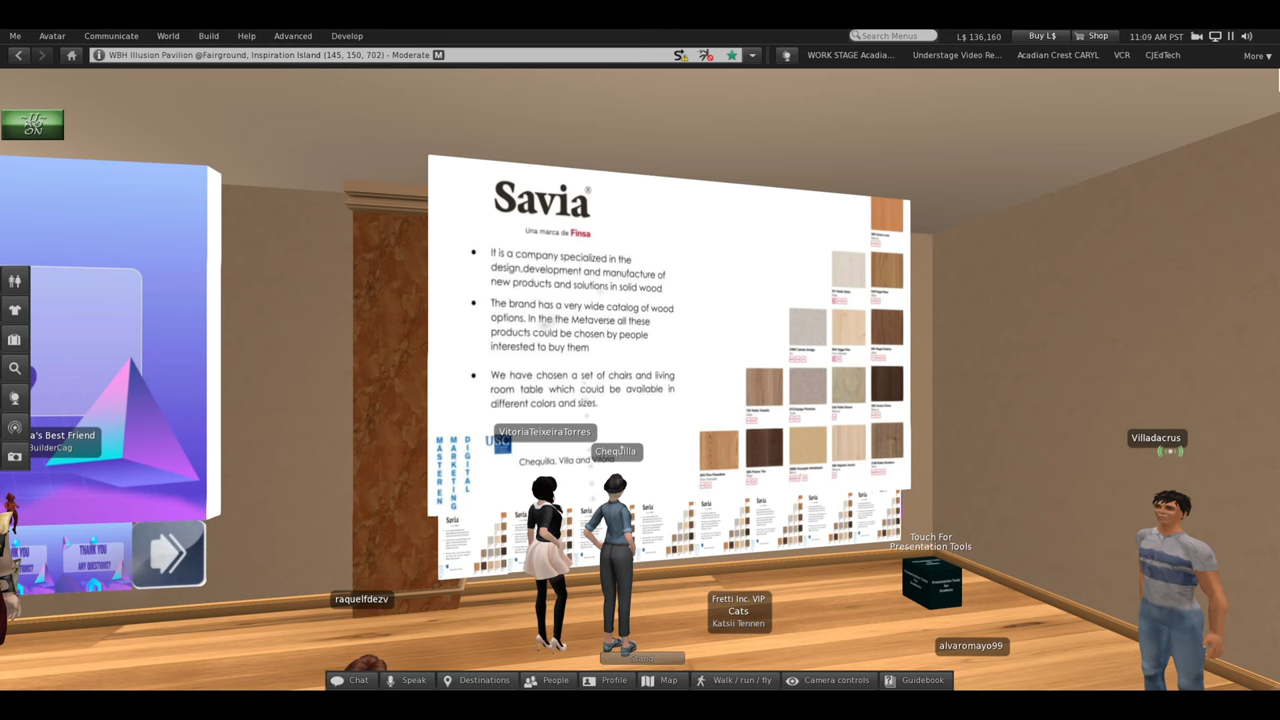 Me Avatar Communicate World Build Help Advanced Develop
Search Menus
L$ 136,160
Buy L$
Shop
11:09 AM PST
WBH Illusion Pavilion @Fairground, Inspiration Island (145, 150, 702) - Moderate M
WORK STAGE Acadia... Understage Video Re... Acadian Crest CARYL VCR CJEdTech
More
ON
Savia®
Una marca de Finsa
It is a company specialized in the
design,development and manufacture of
new products and solutions in solid wood
The brand has a very wide catalog of wood
options. In the the Metaverse all these
products could be chosen by people
interested to buy them
We have chosen a set of chairs and living
room table which could be available in
different colors and sizes.
a's Best Friend
BuilderCag
VitoriaTeixeiraTorres
Chequilla
Villadacrus
MASTER EN
MARKETING
DIGITAL
USC
Chequilla, Villa and
THANK YOU
ANY QUESTIONS?
Touch For
Presentation Tools
raquelfdezv
Fretti Inc. VIP
Cats
Katsii Tennen
alvaromayo99
Stand
Chat Speak Destinations People Profile Map Walk / run / fly Camera controls Guidebook